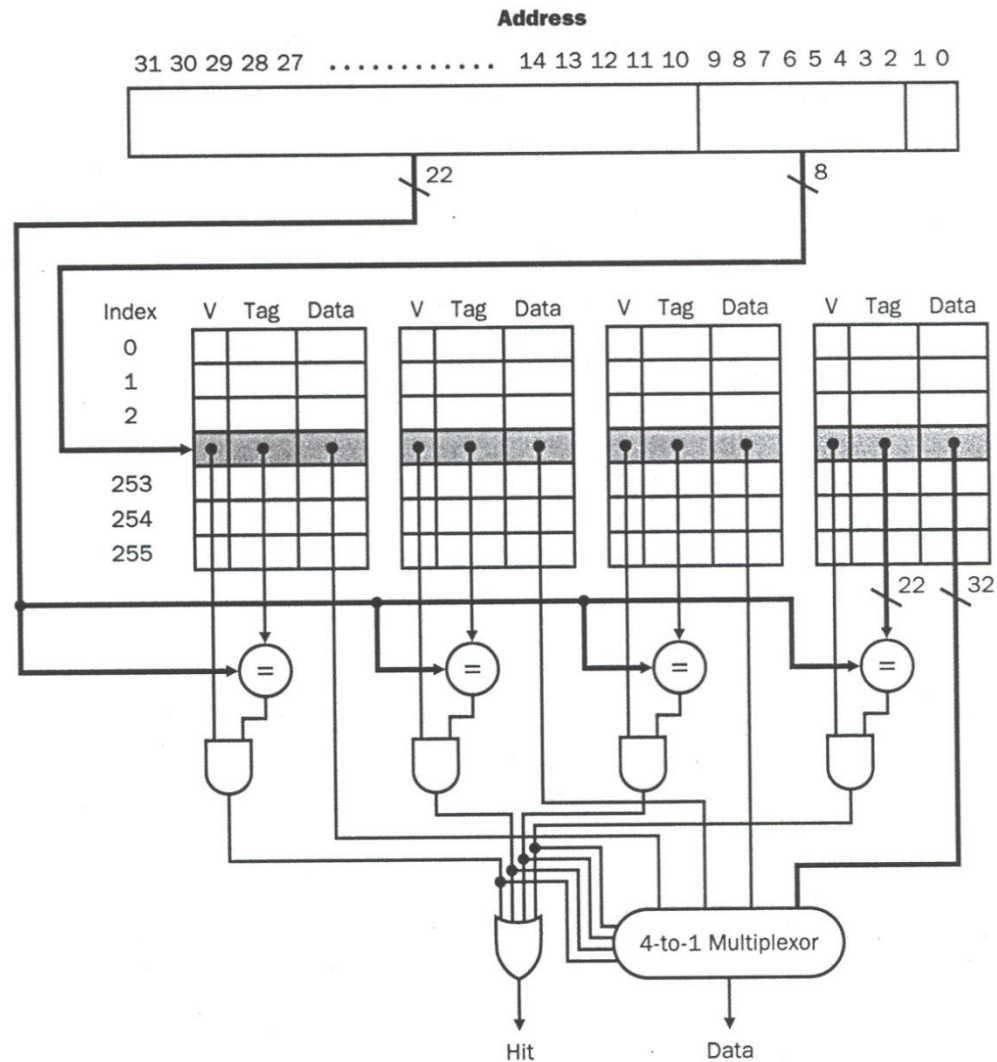 Address
31 30 29 28 27 ............ 14 13 12 11 10 9 8 7 6 5 4 3 2 1 0
22
8
Index V Tag Data V Tag Data V Tag Data V Tag Data
0
1
2
253
254
255
22 32
= = = =
4-to-1 Multiplexor
Hit Data